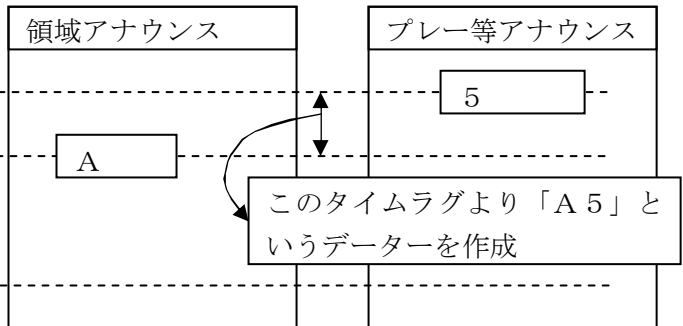 領域アナウンス
プレー等アナウンス
５
Ａ
このタイムラグより「Ａ５」と
いうデーターを作成